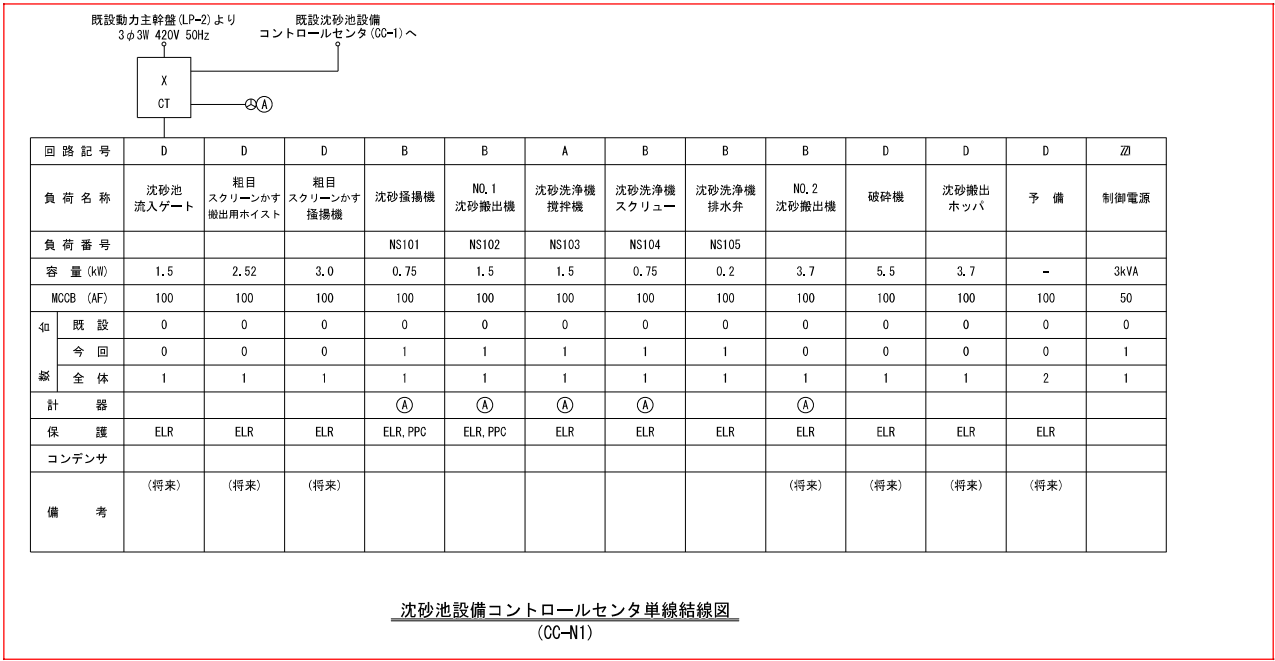 既設動力主幹盤(LP-2)より
3φ3W 420V 50Hz
既設沈砂池設備
コントロールセンタ(CC-1)へ
X
CT
A
回路記号 D D D B B A B B B D D D
負荷名称 沈砂池流入ゲート 粗目スクリーンかす搬出用ホイスト 粗目スクリーンかす掻揚機 沈砂掻揚機 NO.1沈砂搬出機 沈砂洗浄機撹拌機 沈砂洗浄機スクリュー 沈砂洗浄機排水弁 NO.2沈砂搬出機 破砕機 沈砂搬出ホッパ 予備 制御電源
負荷番号 NS101 NS102 NS103 NS104 NS105
容量(kW) 1.5 2.52 3.0 0.75 1.5 1.5 0.75 0.2 3.7 5.5 3.7 - 3kVA
MCCB (AF) 100 100 100 100 100 100 100 100 100 100 100 100 50
台数
既設 0 0 0 0 0 0 0 0 0 0 0 0 0
今回 0 0 0 1 1 1 1 1 0 0 0 0 1
全体 1 1 1 1 1 1 1 1 1 1 1 2 1
計器 A A A A A
保護 ELR ELR ELR ELR,PPC ELR,PPC ELR ELR ELR ELR ELR ELR ELR
コンデンサ
備考 (将来) (将来) (将来) (将来) (将来) (将来) (将来)
沈砂池設備コントロールセンタ単線結線図
(CC-N1)